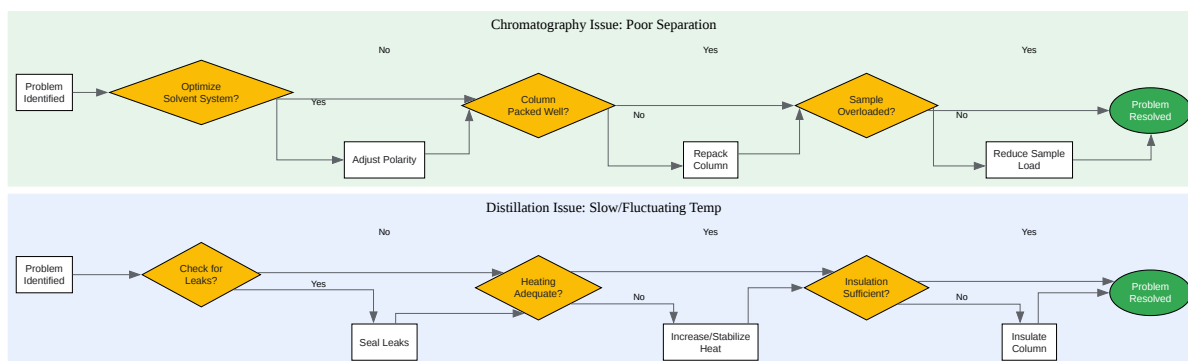 Chromatography Issue: Poor Separation
No
Yes
Yes
Problem
Identified
Optimize
Solvent System?
Yes
Column
Packed Well?
No
Sample
Overloaded?
No
Problem
Resolved
Adjust Polarity
Repack
Column
Reduce Sample
Load
Distillation Issue: Slow/Fluctuating Temp
No
Yes
Yes
Problem
Identified
Check for
Leaks?
Yes
Heating
Adequate?
No
Insulation
Sufficient?
No
Problem
Resolved
Seal Leaks
Increase/Stabilize
Heat
Insulate
Column